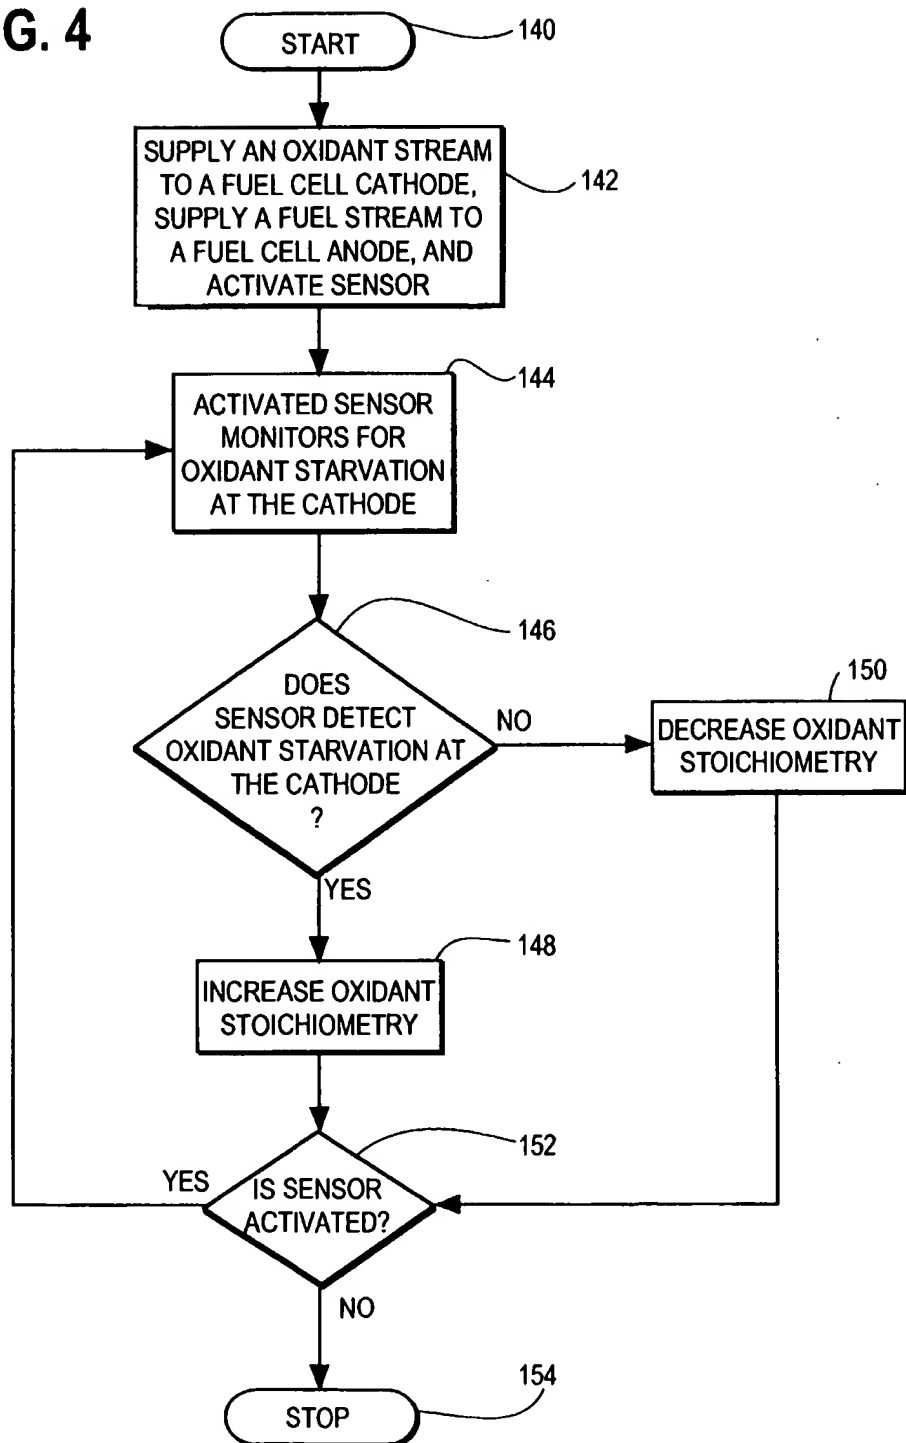 G. 4
START
140
SUPPLY AN OXIDANT STREAM
TO A FUEL CELL CATHODE,
SUPPLY A FUEL STREAM TO
A FUEL CELL ANODE, AND
ACTIVATE SENSOR
142
144
ACTIVATED SENSOR
MONITORS FOR
OXIDANT STARVATION
AT THE CATHODE
146
DOES
SENSOR DETECT
OXIDANT STARVATION AT
THE CATHODE
?
NO
150
DECREASE OXIDANT
STOICHIOMETRY
YES
148
INCREASE OXIDANT
STOICHIOMETRY
152
YES
IS SENSOR
ACTIVATED?
NO
154
STOP